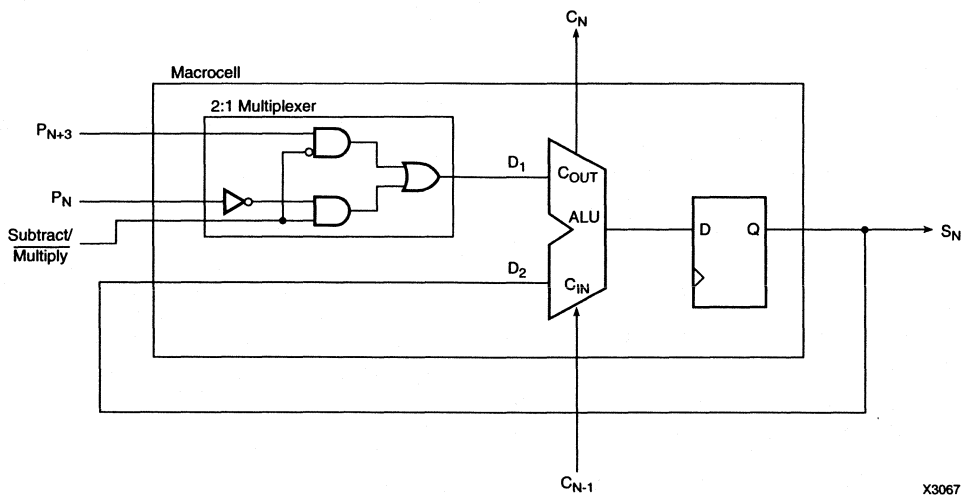 C_N
Macrocell
2:1 Multiplexer
P_N+3
D_1
C_OUT
P_N
ALU
D Q
S_N
Subtract/
Multiply
D_2
C_IN
C_N-1
X3067